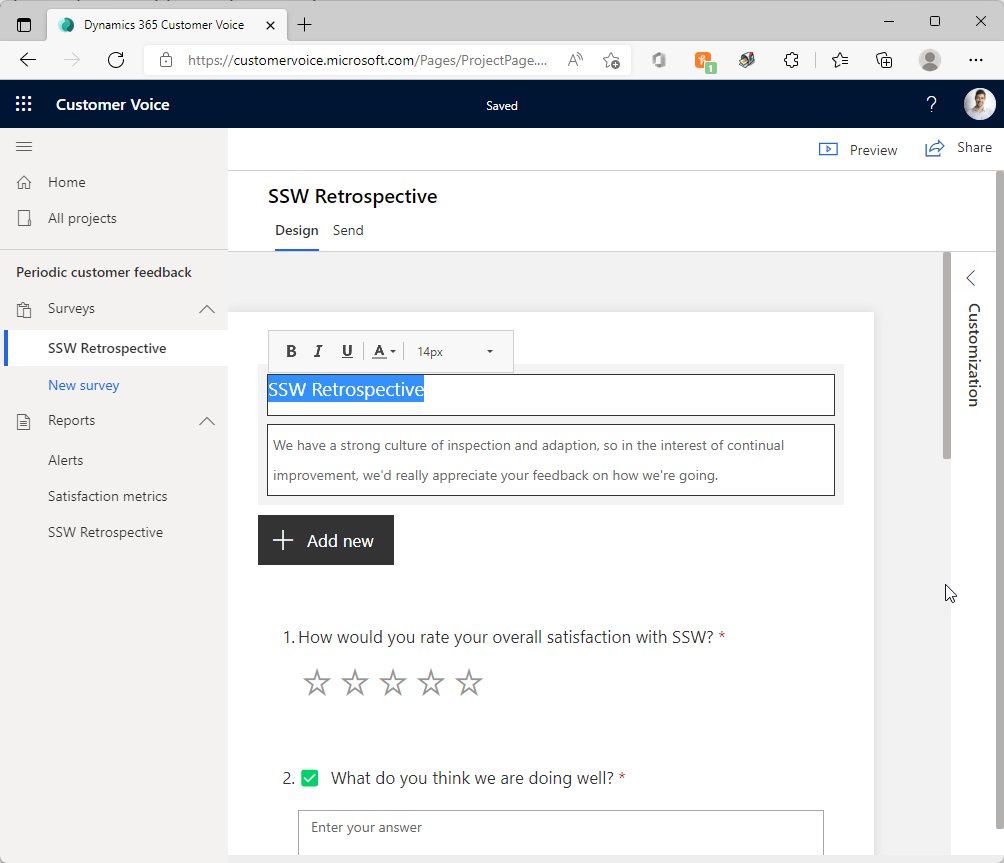 Dynamics 365 Customer Voice
https://customervoice.microsoft.com/Pages/ProjectPage....
1
Customer Voice
Saved
?
Preview
Share
Home
All projects
SSW Retrospective
Design Send
Periodic customer feedback
Surveys
SSW Retrospective
New survey
Reports
Alerts
Satisfaction metrics
SSW Retrospective
Customization
B I U A 14px
SSW Retrospective
We have a strong culture of inspection and adaption, so in the interest of continual
improvement, we'd really appreciate your feedback on how we're going.
Add new
1. How would you rate your overall satisfaction with SSW? *
2. What do you think we are doing well? *
Enter your answer